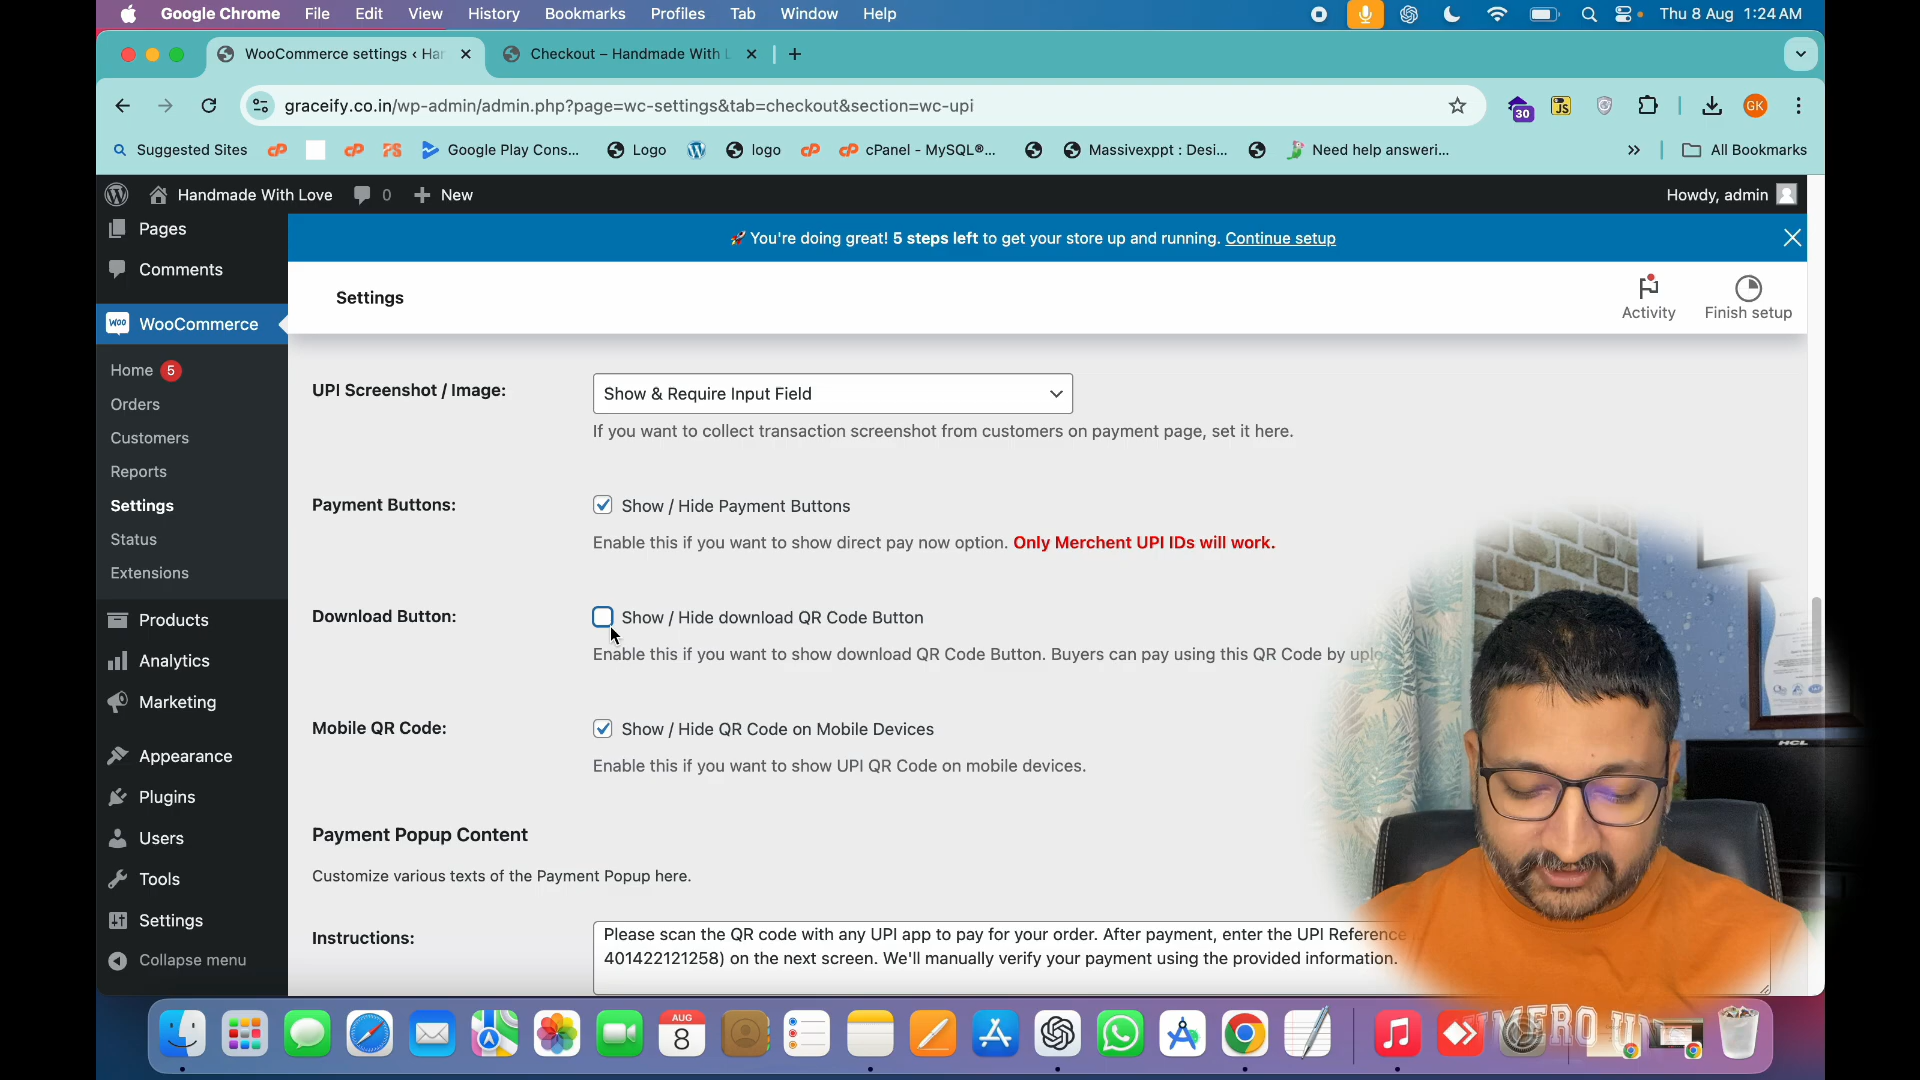 Google Chrome File Edit View History Bookmarks Profiles Tab Window Help Thu 8 Aug 1:24 AM
WooCommerce settings ‹ Har Checkout – Handmade With L
graceify.co.in/wp-admin/admin.php?page=wc-settings&tab=checkout&section=wc-upi 30 JS GK
Suggested Sites Google Play Cons... Logo logo cPanel - MySQL®... Massivexppt : Desi... Need help answeri... » All Bookmarks
Handmade With Love 0 New Howdy, admin
Pages
Comments
WooCommerce
Home 5
Orders
Customers
Reports
Settings
Status
Extensions
Products
Analytics
Marketing
Appearance
Plugins
Users
Tools
Settings
Collapse menu
🚀 You're doing great! 5 steps left to get your store up and running. Continue setup
Settings
Activity
Finish setup
UPI Screenshot / Image:
Show & Require Input Field
If you want to collect transaction screenshot from customers on payment page, set it here.
Payment Buttons:
Show / Hide Payment Buttons
Enable this if you want to show direct pay now option. Only Merchent UPI IDs will work.
Download Button:
Show / Hide download QR Code Button
Enable this if you want to show download QR Code Button. Buyers can pay using this QR Code by uplo
Mobile QR Code:
Show / Hide QR Code on Mobile Devices
Enable this if you want to show UPI QR Code on mobile devices.
Payment Popup Content
Customize various texts of the Payment Popup here.
Instructions:
Please scan the QR code with any UPI app to pay for your order. After payment, enter the UPI Reference
401422121258) on the next screen. We'll manually verify your payment using the provided information.
HCL
AUG
8